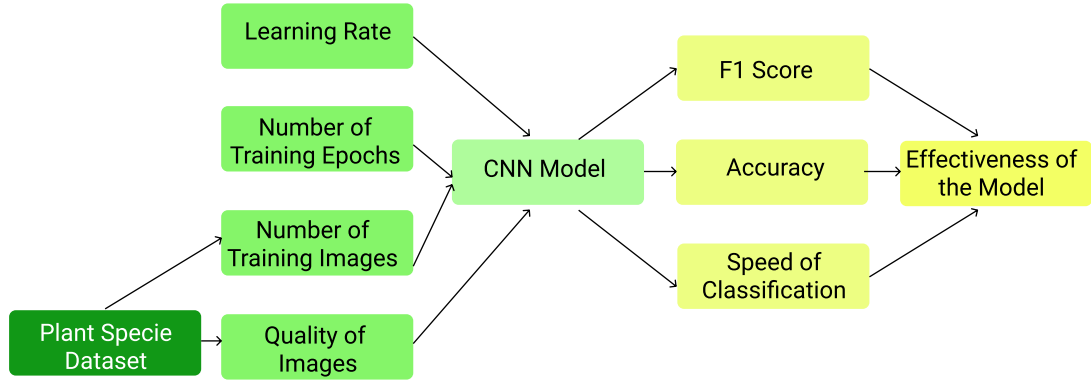 Learning Rate
Number of
Training Epochs
Number of
Training Images
Plant Specie
Dataset
Quality of
Images
CNN Model
F1 Score
Accuracy
Speed of
Classification
Effectiveness of
the Model